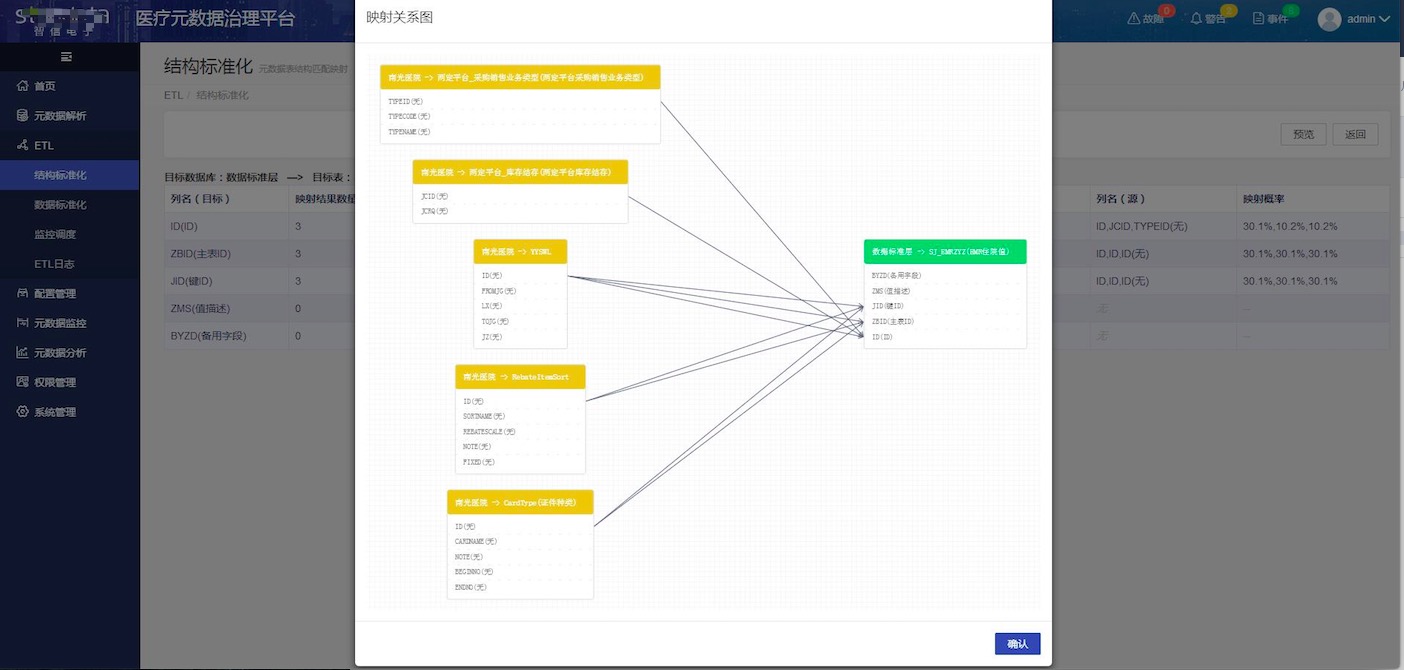 智信电子
医疗元数据治理平台
故障 0
警告 2
事件 0
admin
首页
元数据解析
ETL
结构标准化
数据标准化
监控调度
ETL日志
配置管理
元数据监控
元数据分析
权限管理
系统管理
结构标准化 元数据表结构匹配映射
ETL / 结构标准化
预览 返回
目标数据库：数据标准层 —> 目标表：
列名（目标） 映射结果数量 列名（源） 映射概率
ID(ID) 3 ID,JCID,TYPEID(无) 30.1%,10.2%,10.2%
ZBID(主表ID) 3 ID,ID,ID(无) 30.1%,30.1%,30.1%
JID(键ID) 3 ID,ID,ID(无) 30.1%,30.1%,30.1%
ZMS(值描述) 0 无 --
BYZD(备用字段) 0 无 --
映射关系图
南光医院 -> 两定平台_采购销售业务类型(两定平台采购销售业务类型)
TYPEID(无)
TYPECODE(无)
TYPENAME(无)
南光医院 -> 两定平台_库存结存(两定平台库存结存)
JCID(无)
JCRQ(无)
南光医院 -> YYSWL
ID(无)
FROMJG(无)
LX(无)
TOJG(无)
JZ(无)
南光医院 -> RebateItemSort
ID(无)
SORTNAME(无)
REBATESCALE(无)
NOTE(无)
FIXED(无)
南光医院 -> CardType(证件种类)
ID(无)
CARDNAME(无)
NOTE(无)
BEGINNO(无)
ENDNO(无)
数据标准层 -> SJ_EMRZYZ(EMR住院值)
BYZD(备用字段)
ZMS(值描述)
JID(键ID)
ZBID(主表ID)
ID(ID)
确认